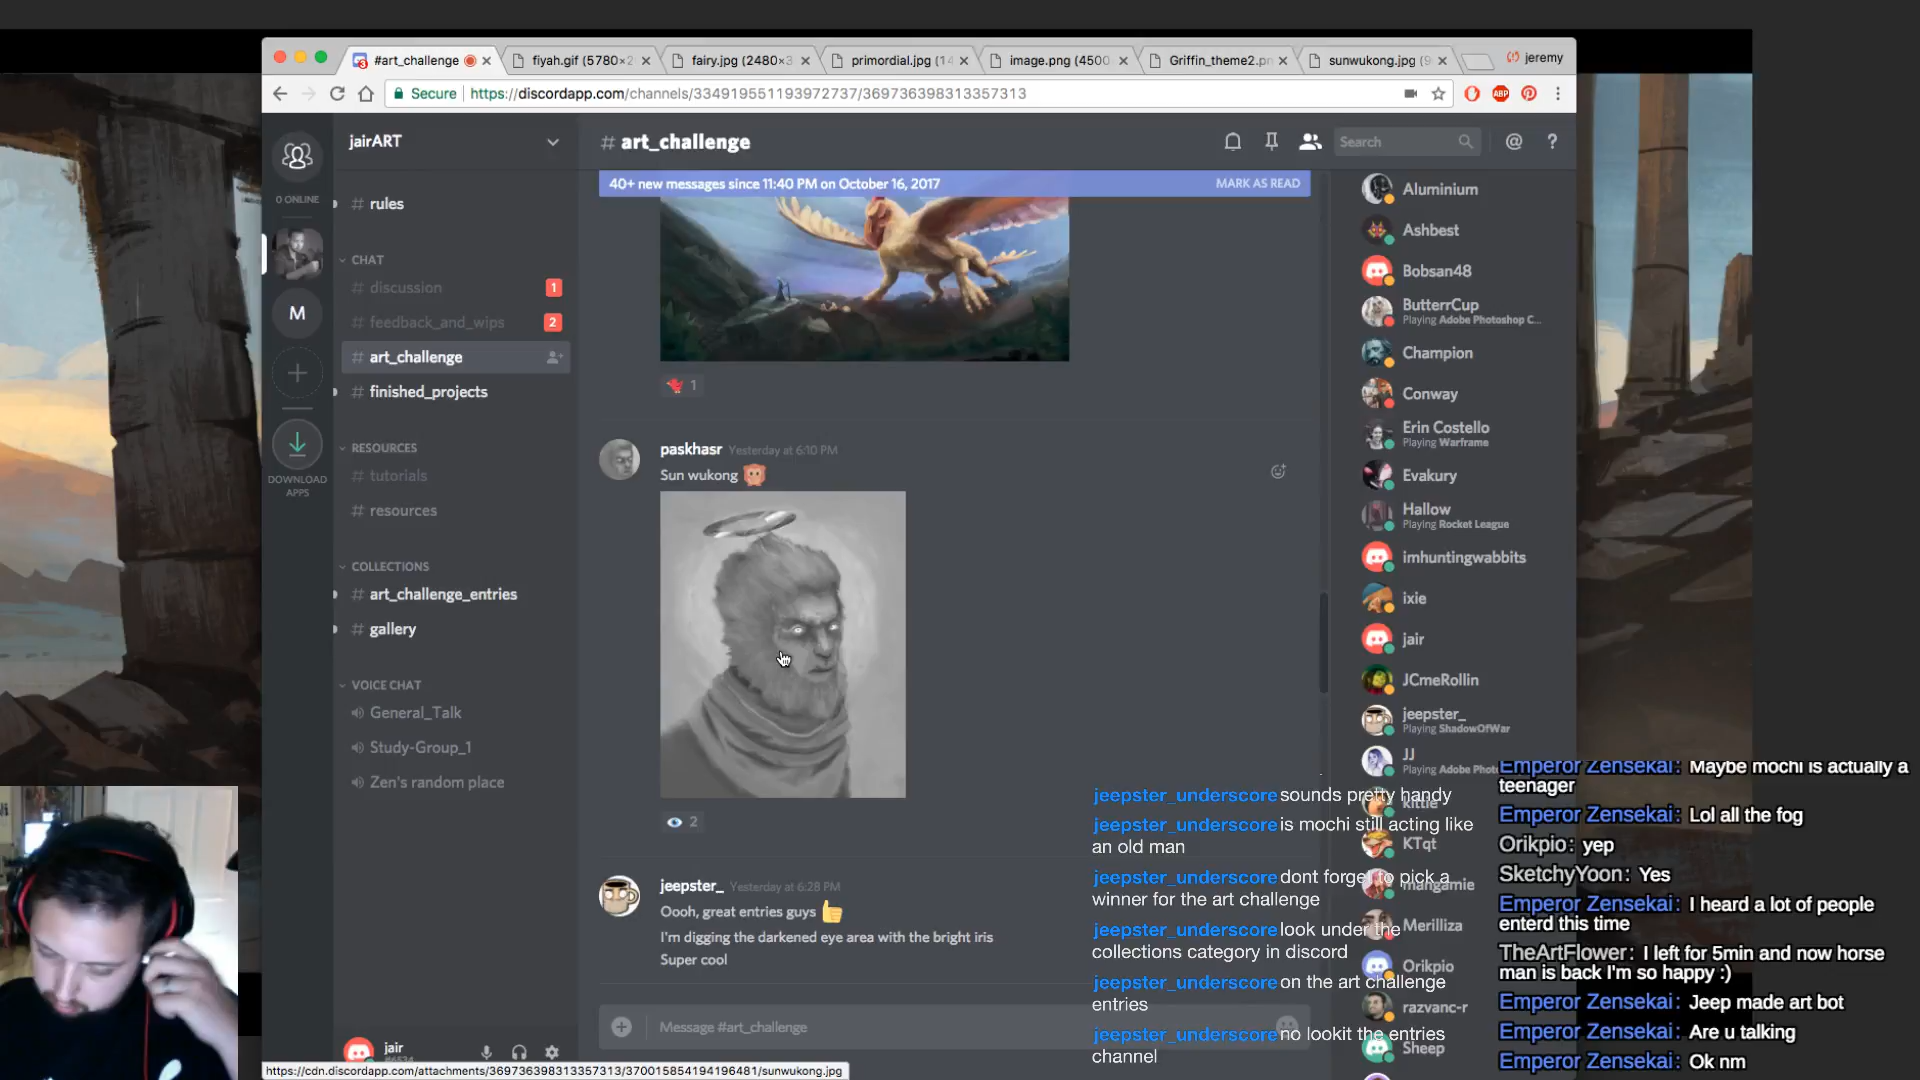 #art_challenge
fiyah.gif (5780×2
fairy.jpg (2480×3
primordial.jpg (14
image.png (4500
Griffin_theme2.pn
sunwukong.jpg (9
jeremy
Secure
https://discordapp.com/channels/334919551193972737/369736398313357313
ABP
jairART
# art_challenge
Search
40+ new messages since 11:40 PM on October 16, 2017
MARK AS READ
0 ONLINE
M
DOWNLOAD
APPS
# rules
CHAT
# discussion
1
# feedback_and_wips
2
# art_challenge
# finished_projects
RESOURCES
# tutorials
# resources
COLLECTIONS
# art_challenge_entries
# gallery
VOICE CHAT
General_Talk
Study-Group_1
Zen's random place
jair
#6534
1
paskhasr Yesterday at 6:10 PM
Sun wukong
2
jeepster_ Yesterday at 6:28 PM
Oooh, great entries guys
I'm digging the darkened eye area with the bright iris
Super cool
Message #art_challenge
Aluminium
Ashbest
Bobsan48
ButterrCup
Playing Adobe Photoshop C...
Champion
Conway
Erin Costello
Playing Warframe
Evakury
Hallow
Playing Rocket League
imhuntingwabbits
ixie
jair
JCmeRollin
jeepster_
Playing ShadowOfWar
JJ
Playing Adobe Photo
kittie
KTqt
mangamie
Merilliza
Orikpio
razvanc-r
Sheep
jeepster_underscore sounds pretty handy
jeepster_underscore is mochi still acting like
an old man
jeepster_underscore dont forget to pick a
winner for the art challenge
jeepster_underscore look under the
collections category in discord
jeepster_underscore on the art challenge
entries
jeepster_underscore no lookit the entries
channel
Emperor Zensekai: Maybe mochi is actually a
teenager
Emperor Zensekai: Lol all the fog
Orikpio: yep
SketchyYoon: Yes
Emperor Zensekai: I heard a lot of people
enterd this time
TheArtFlower: I left for 5min and now horse
man is back I'm so happy :)
Emperor Zensekai: Jeep made art bot
Emperor Zensekai: Are u talking
Emperor Zensekai: Ok nm
https://cdn.discordapp.com/attachments/369736398313357313/370015854194196481/sunwukong.jpg